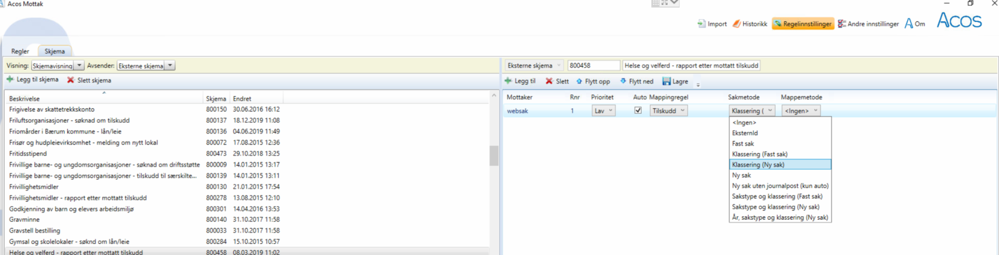 Acos Mottak
Import Historikk Regelinnstillinger Andre innstillinger Om Acos
Regler Skjema
Visning: Skjemavisning Avsender: Eksterne skjema
Legg til skjema Slett skjema
Beskrivelse Skjema Endret
Frigivelse av skattetrekkskonto 800150 30.06.2016 16:12
Friluftsorganisasjoner - søknad om tilskudd 800137 18.12.2019 11:08
Friområder i Bærum kommune - lån/leie 800136 04.06.2019 11:49
Frisør og hudpleievirksomhet - melding om nytt lokal 800072 17.08.2015 12:36
Fritidsstipend 800473 29.10.2018 13:25
Frivillige barne- og ungdomsorganisasjoner - søknad om driftsstøtte 800009 14.01.2015 13:17
Frivillige barne- og ungdomsorganisasjoner - tilskudd til særskilte... 800139 14.01.2015 13:11
Frivillighetsmidler 800130 21.01.2015 17:54
Frivillighetsmidler - rapport etter mottatt tilskudd 800278 13.08.2015 12:10
Godkjenning av barn og elevers arbeidsmiljø 800301 14.04.2016 13:53
Gravminne 800140 31.10.2017 11:58
Gravstell bestilling 800033 31.10.2017 11:58
Gymsal og skolelokaler - søknd om lån/leie 800284 15.10.2015 10:57
Helse og velferd - rapport etter mottatt tilskudd 800458 08.03.2019 11:02
Eksterne skjema 800458 Helse og velferd - rapport etter mottatt tilskudd
Legg til Slett Flytt opp Flytt ned Lagre
Mottaker Rnr Prioritet Auto Mappingregel Sakmetode Mappemetode
websak 1 Lav Tilskudd Klassering ( <Ingen>
<Ingen>
EksternId
Fast sak
Klassering (Fast sak)
Klassering (Ny sak)
Ny sak
Ny sak uten journalpost (kun auto)
Sakstype og klassering (Fast sak)
Sakstype og klassering (Ny sak)
År, sakstype og klassering (Ny sak)